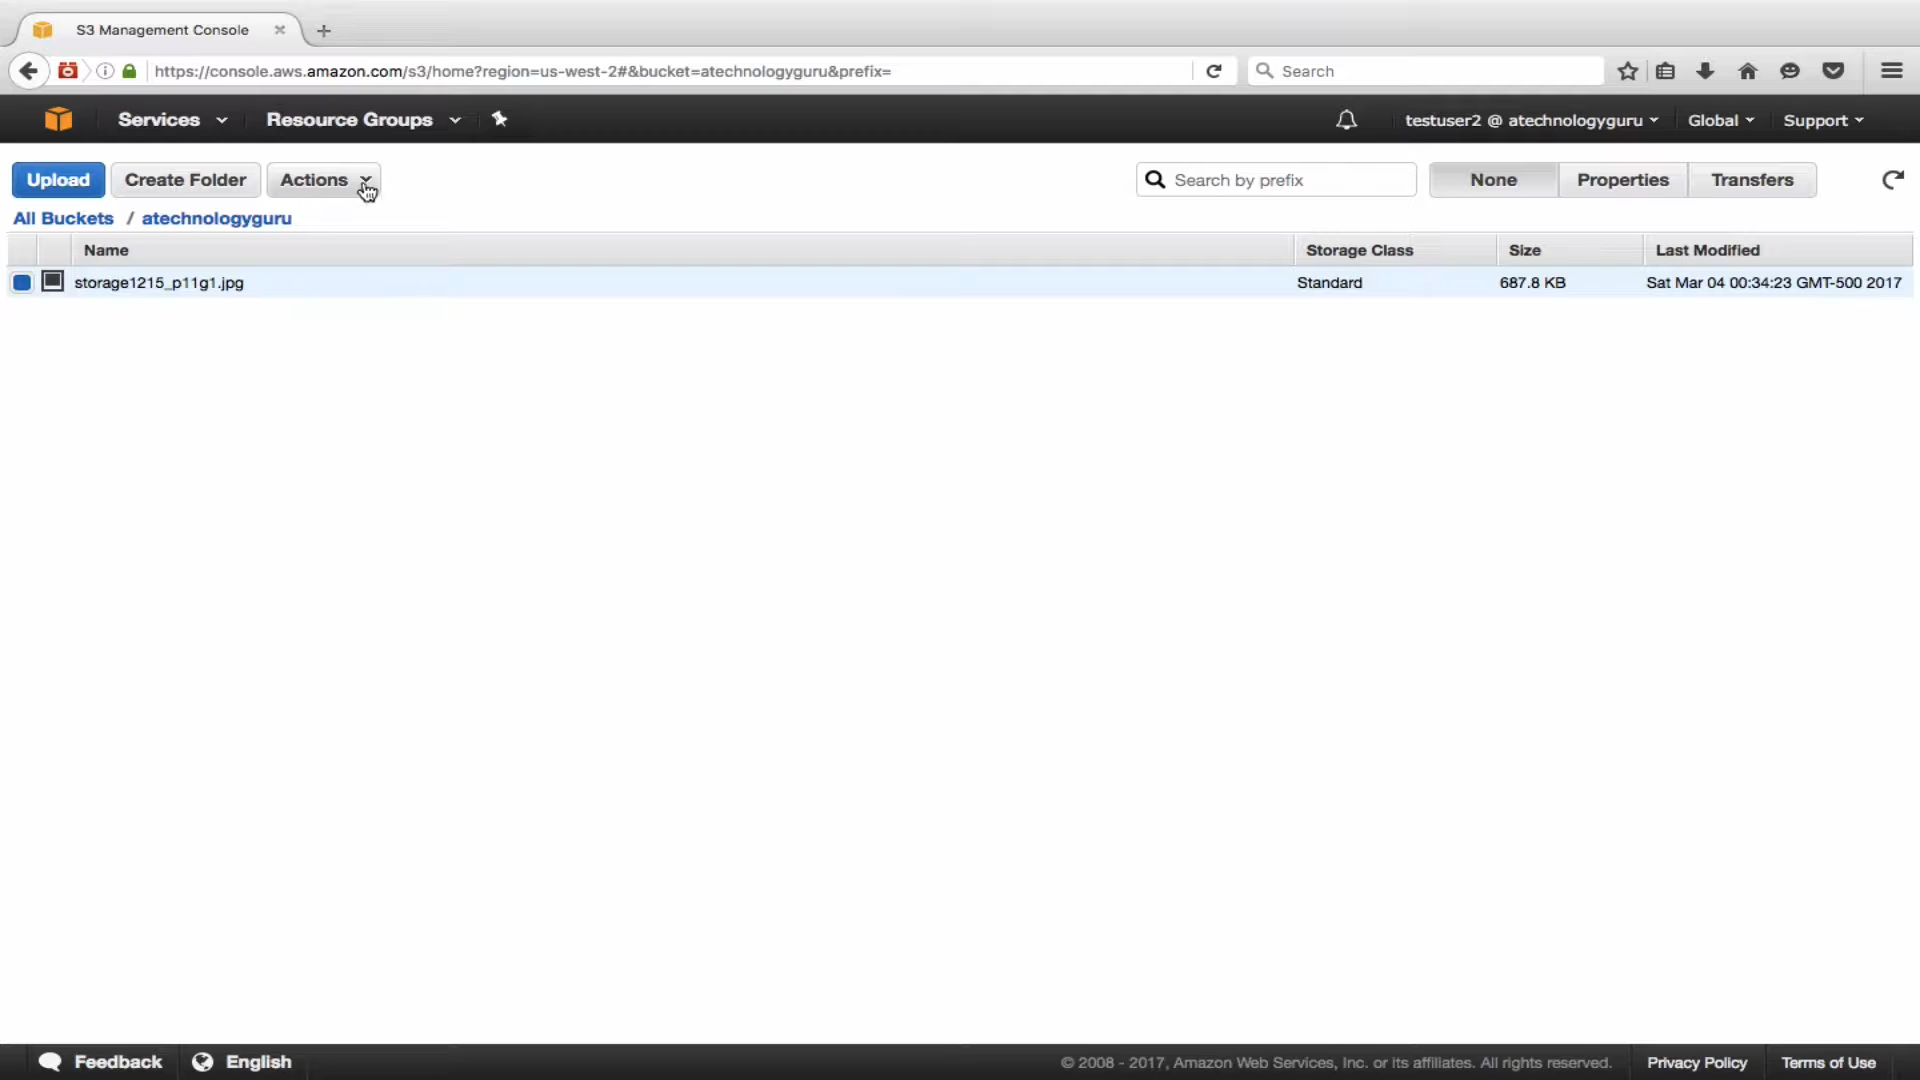 S3 Management Console
https://console.aws.amazon.com/s3/home?region=us-west-2#&bucket=atechnologyguru&prefix=
Search
Services
Resource Groups
testuser2 @ atechnologyguru
Global
Support
Upload
Create Folder
Actions
Search by prefix
None
Properties
Transfers
All Buckets / atechnologyguru
Name
Storage Class
Size
Last Modified
storage1215_p11g1.jpg
Standard
687.8 KB
Sat Mar 04 00:34:23 GMT-500 2017
Feedback
English
© 2008 - 2017, Amazon Web Services, Inc. or its affiliates. All rights reserved.
Privacy Policy
Terms of Use